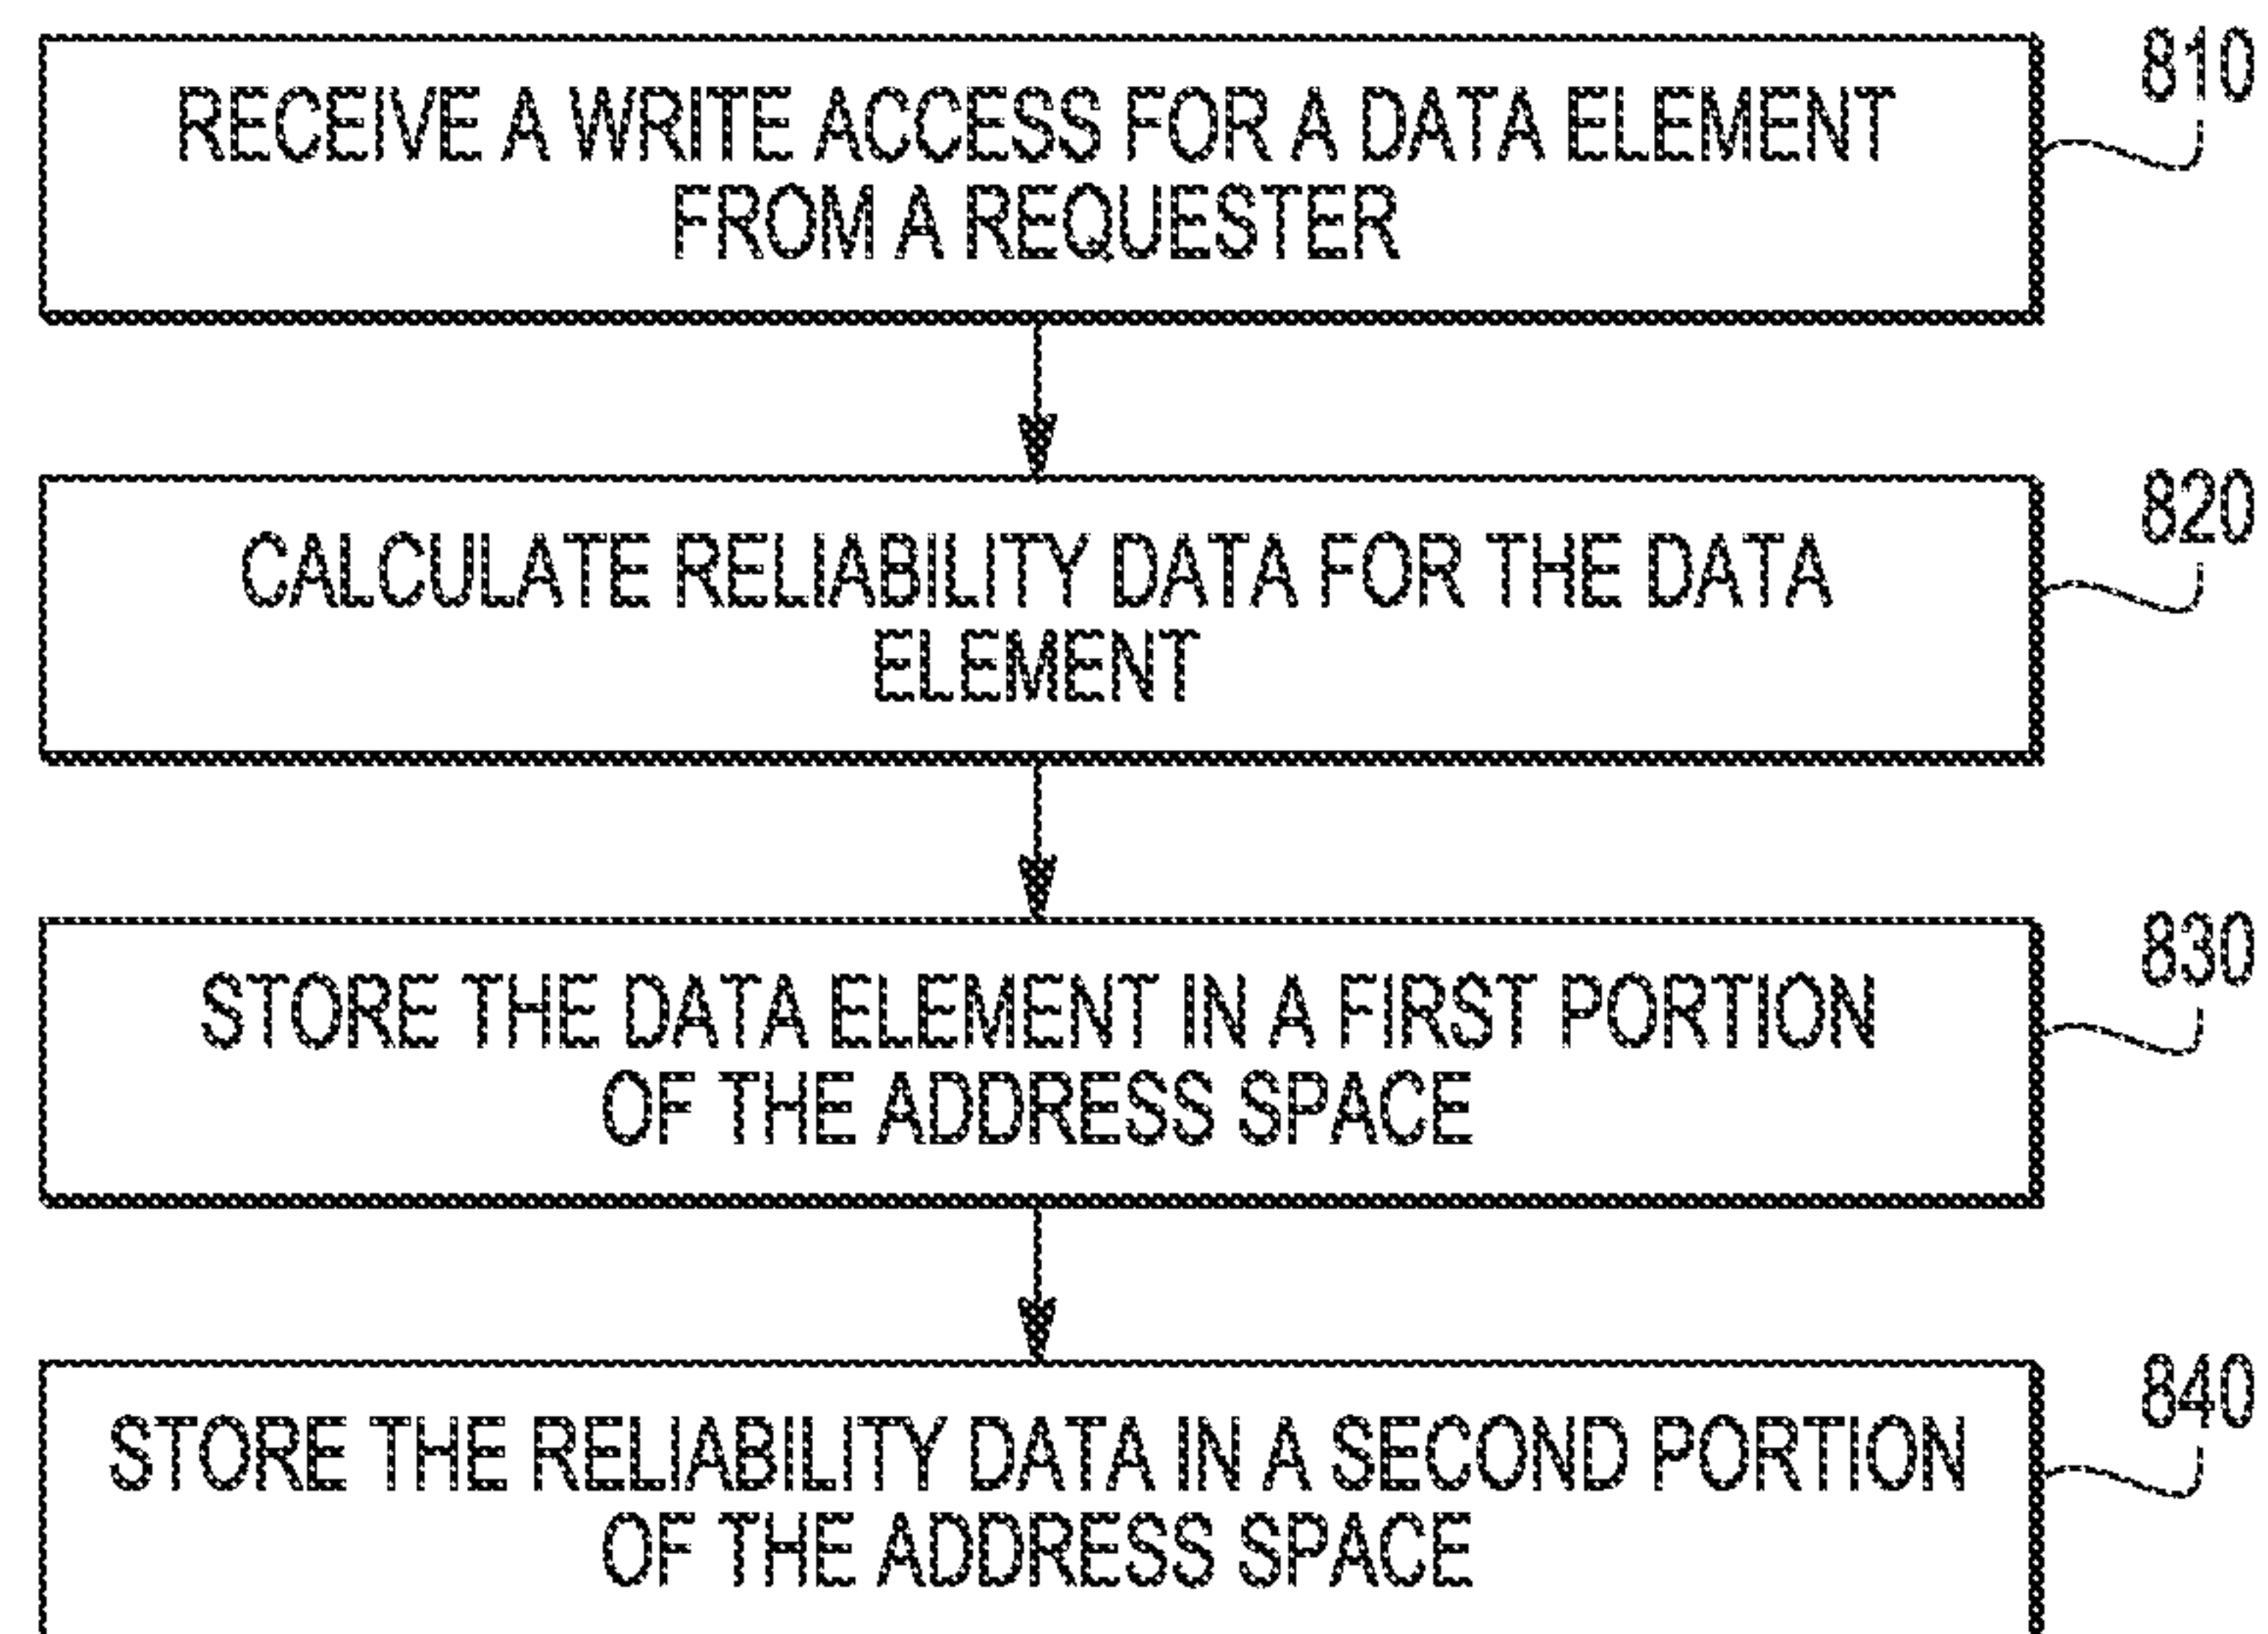 810
RECEIVE A WRITE ACCESS FOR A DATA ELEMENT
FROM A REQUESTER
820
CALCULATE RELIABILITY DATA FOR THE DATA
ELEMENT
830
STORE THE DATA ELEMENT IN A FIRST PORTION
OF THE ADDRESS SPACE
840
STORE THE RELIABILITY DATA IN A SECOND PORTION
OF THE ADDRESS SPACE